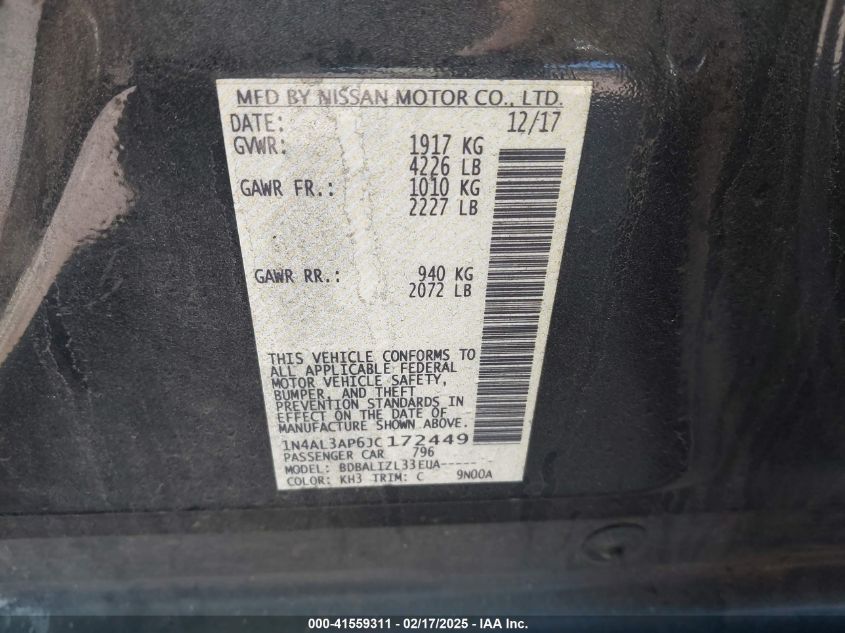 MFD BY NISSAN MOTOR CO., LTD.
DATE: 12/17
GVWR: 1917 KG
4226 LB
GAWR FR.: 1010 KG
2227 LB
GAWR RR.: 940 KG
2072 LB
THIS VEHICLE CONFORMS TO
ALL APPLICABLE FEDERAL
MOTOR VEHICLE SAFETY,
BUMPER, AND THEFT
PREVENTION STANDARDS IN
EFFECT ON THE DATE OF
MANUFACTURE SHOWN ABOVE.
1N4AL3AP6JC172449
PASSENGER CAR 796
MODEL: BDBALIZL33EUA-----
COLOR: KH3 TRIM: C 9N00A
000-41559311 - 02/17/2025 - IAA Inc.